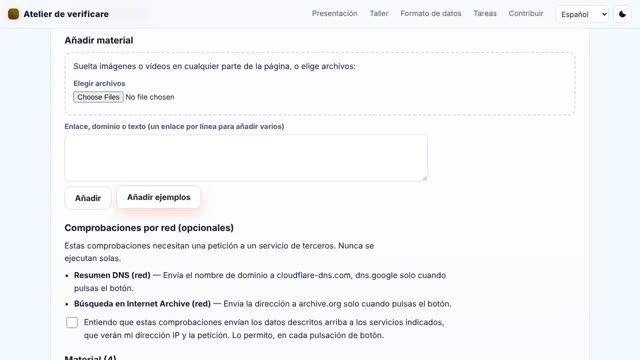 Atelier de verificare
Presentación
Taller
Formato de datos
Tareas
Contribuir
Español
Añadir material
Suelta imágenes o vídeos en cualquier parte de la página, o elige archivos:
Elegir archivos
Choose Files No file chosen
Enlace, dominio o texto (un enlace por línea para añadir varios)
Añadir
Añadir ejemplos
Comprobaciones por red (opcionales)
Estas comprobaciones necesitan una petición a un servicio de terceros. Nunca se
ejecutan solas.
• Resumen DNS (red) — Envía el nombre de dominio a cloudflare-dns.com, dns.google solo cuando
pulsas el botón.
• Búsqueda en Internet Archive (red) — Envía la dirección a archive.org solo cuando pulsas el botón.
Entiendo que estas comprobaciones envían los datos descritos arriba a los servicios indicados,
que verán mi dirección IP y la petición. Lo permito, en cada pulsación de botón.
Material (4)